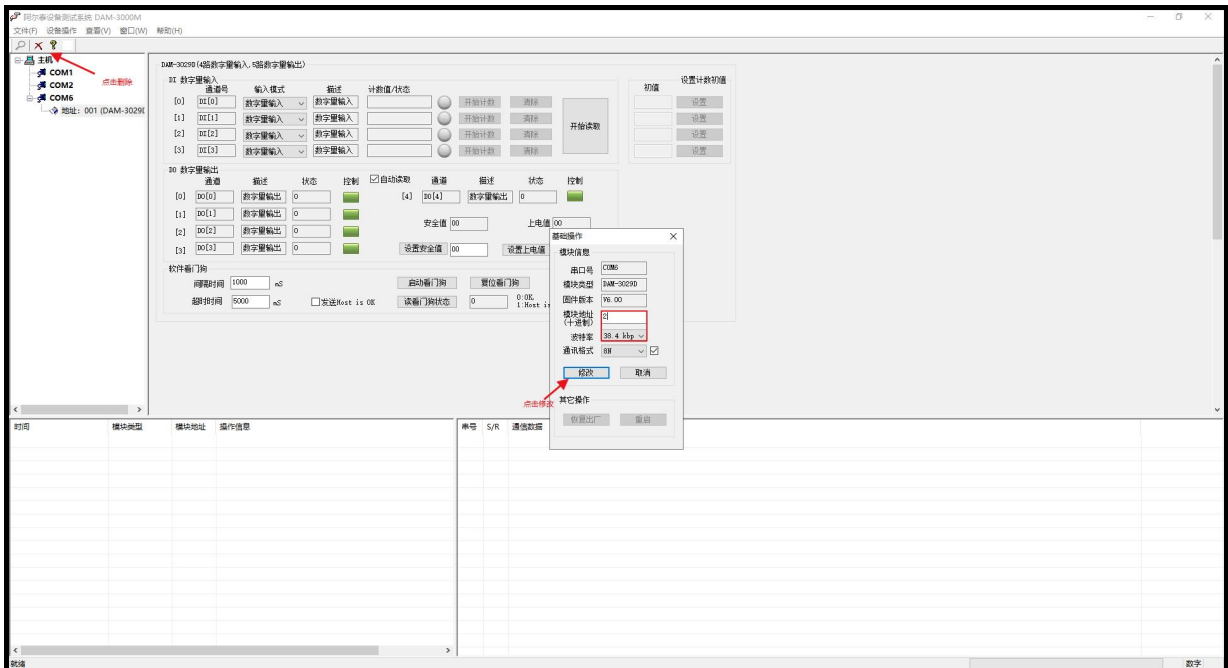 阿尔泰设备测试系统 DAM-3000M
文件(F) 设备操作 查看(V) 窗口(W) 帮助(H)
主机
COM1
COM2
COM6
地址: 001 (DAM-3029D
点击删除
DAM-3029D(4路数字量输入,5路数字量输出)
DI 数字量输入
通道号 输入模式 描述 计数值/状态
[0] DI[0] 数字量输入 数字量输入 开始计数 清除
[1] DI[1] 数字量输入 数字量输入 开始计数 清除
[2] DI[2] 数字量输入 数字量输入 开始计数 清除
[3] DI[3] 数字量输入 数字量输入 开始计数 清除
开始读取
初值 设置计数初值
设置
设置
设置
设置
DO 数字量输出
通道 描述 状态 控制 自动读取 通道 描述 状态 控制
[0] DO[0] 数字量输出 0 [4] DO[4] 数字量输出 0
[1] DO[1] 数字量输出 0
[2] DO[2] 数字量输出 0
[3] DO[3] 数字量输出 0
安全值 00 上电值 00
设置安全值 00 设置上电值
软件看门狗
间隔时间 1000 mS 启动看门狗 复位看门狗
超时时间 5000 mS 发送Host is OK 读看门狗状态 0
0:OK,
1:Host is
基础操作
模块信息
串口号 COM6
模块类型 DAM-3029D
固件版本 V6.00
模块地址 2
(十进制)
波特率 38.4 kbp
通讯格式 8N
修改 取消
点击修改
其它操作
恢复出厂 重启
时间 模块类型 模块地址 操作信息
串号 S/R 通信数据
就绪 数字